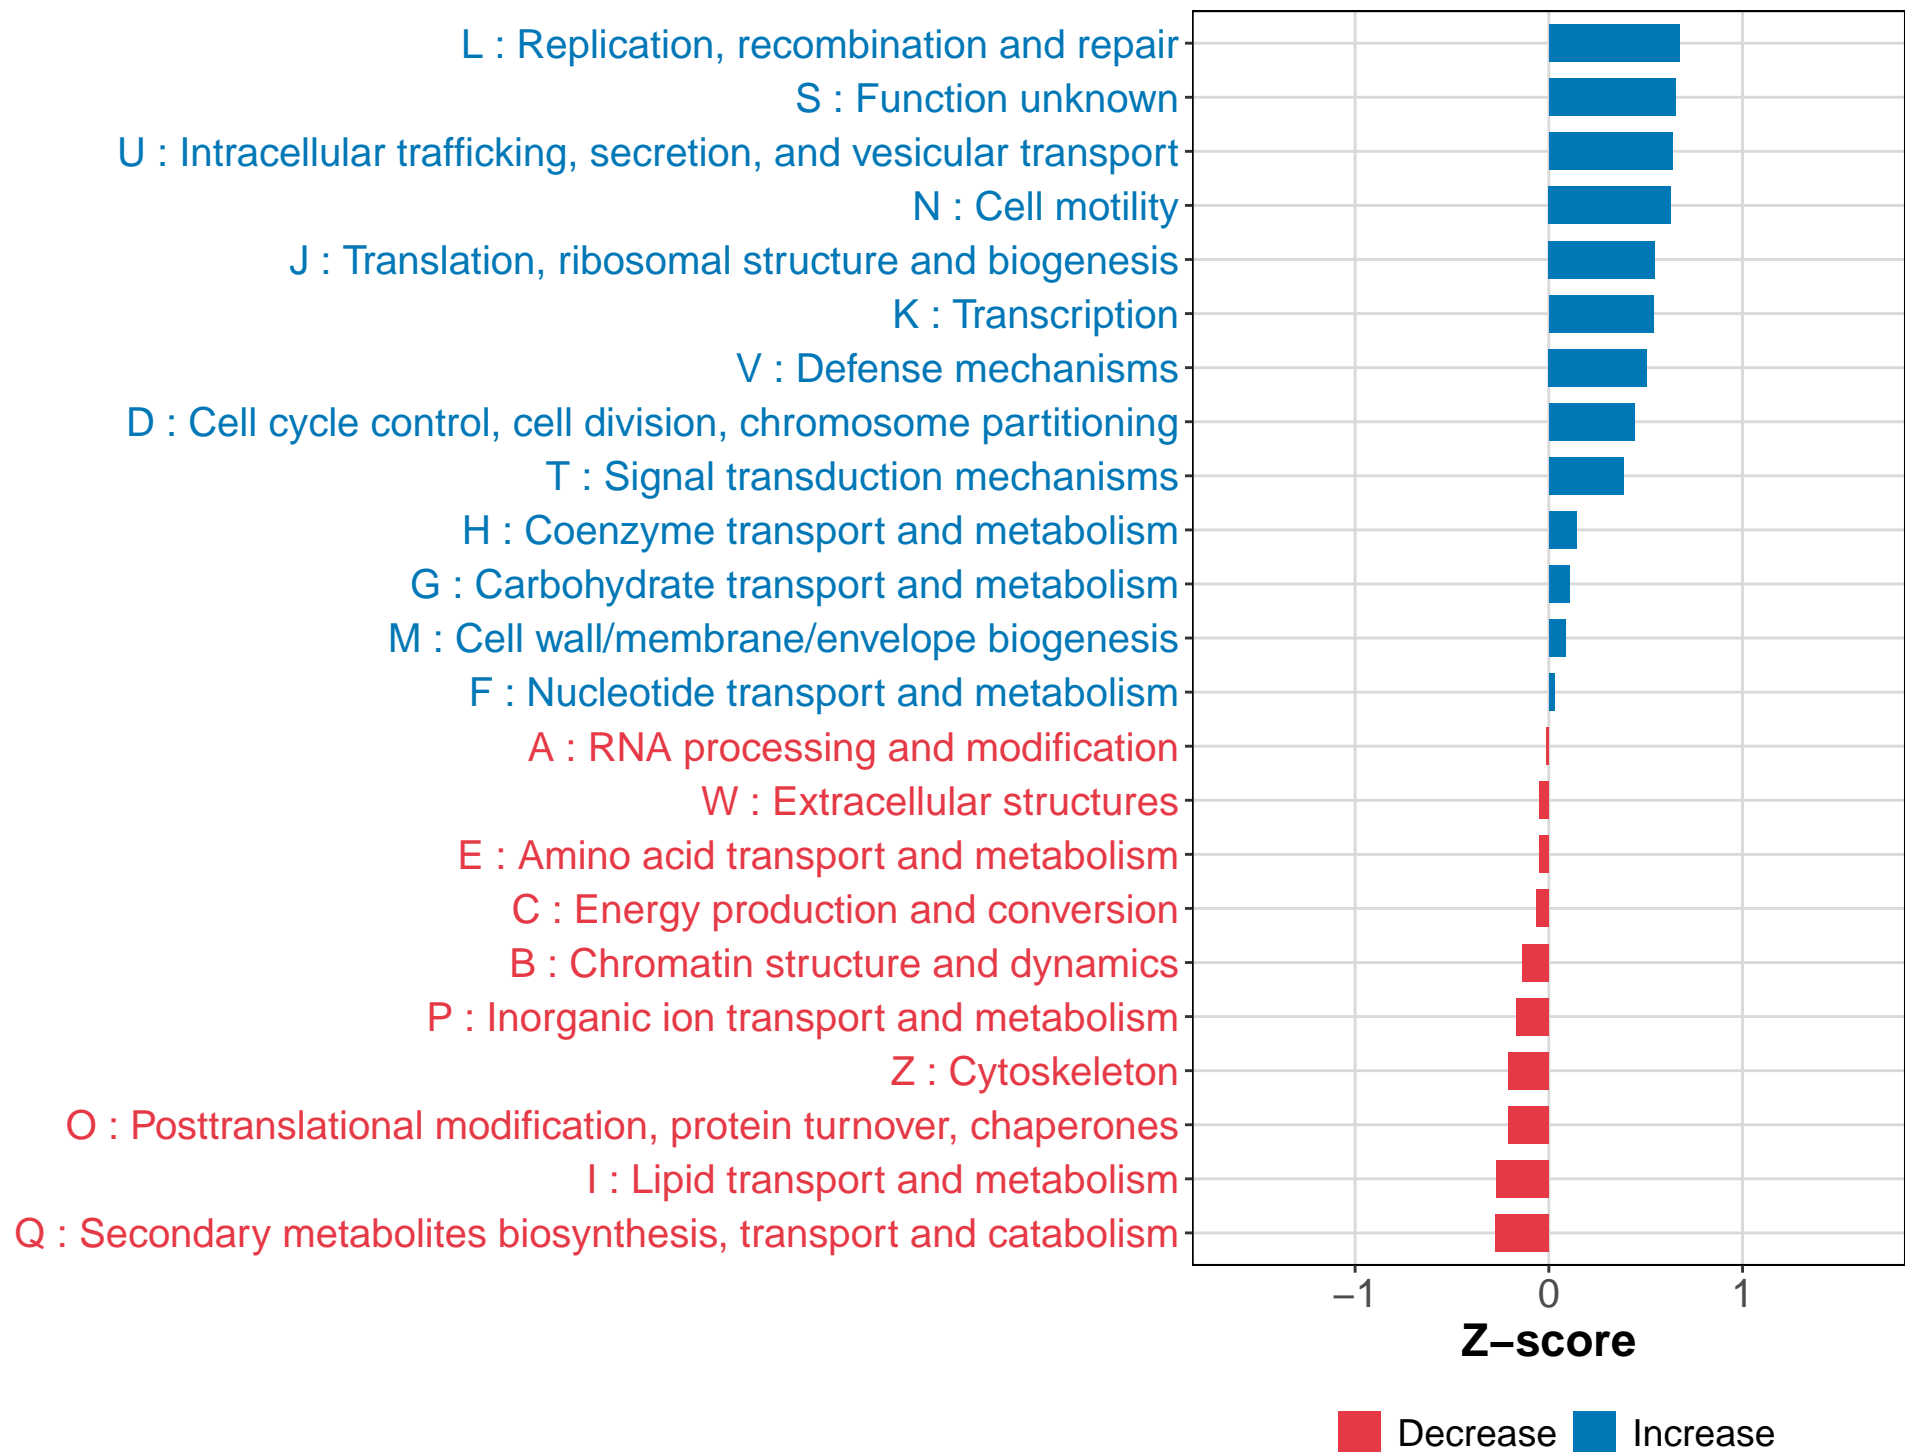 L : Replication, recombination and repair
S : Function unknown
U : Intracellular trafficking, secretion, and vesicular transport
N : Cell motility
J : Translation, ribosomal structure and biogenesis
K : Transcription
V : Defense mechanisms
D : Cell cycle control, cell division, chromosome partitioning
T : Signal transduction mechanisms
H : Coenzyme transport and metabolism
G : Carbohydrate transport and metabolism
M : Cell wall/membrane/envelope biogenesis
F : Nucleotide transport and metabolism
A : RNA processing and modification
W : Extracellular structures
E : Amino acid transport and metabolism
C : Energy production and conversion
B : Chromatin structure and dynamics
P : Inorganic ion transport and metabolism
Z : Cytoskeleton
O : Posttranslational modification, protein turnover, chaperones
I : Lipid transport and metabolism
Q : Secondary metabolites biosynthesis, transport and catabolism
−1 0 1
Z−score
Decrease Increase